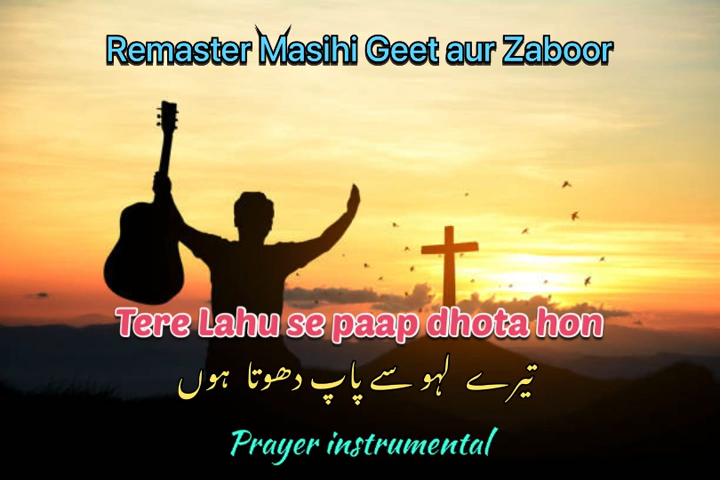 Remaster Masihi Geet aur Zaboor
Tere Lahu se paap dhota hon
تیرے لہو سے پاپ دھوتا ہوں
Prayer instrumental